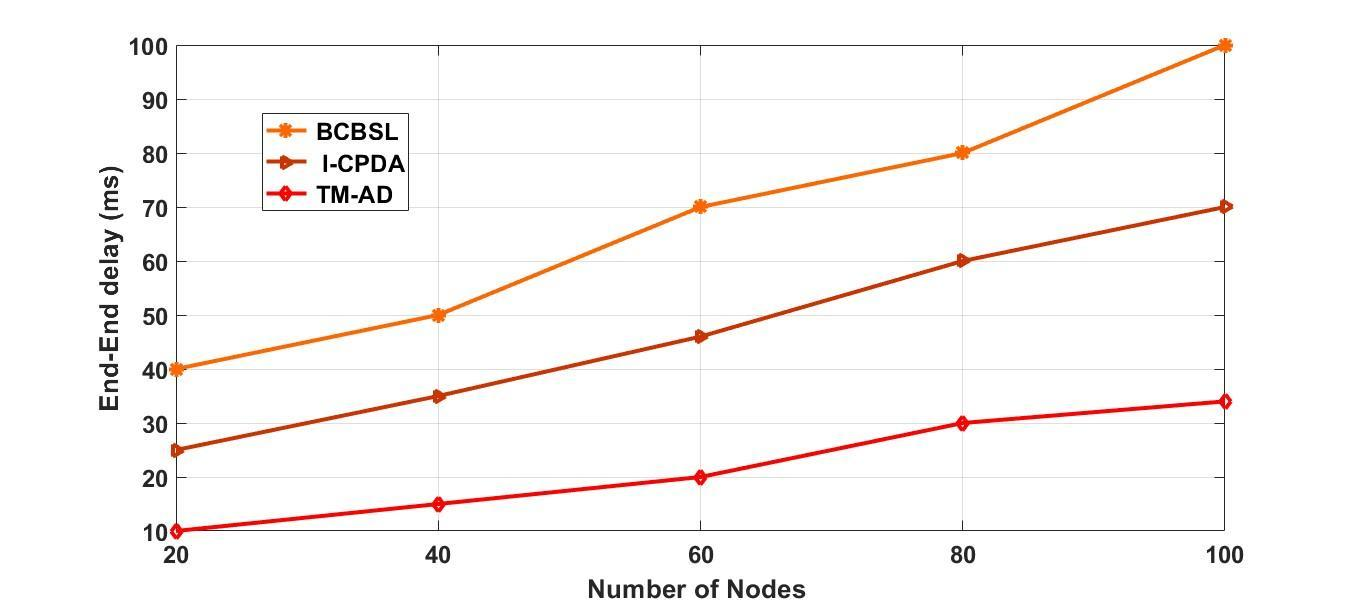 100
90
80
70
60
50
40
30
20
10
End-End delay (ms)
BCBSL
I-CPDA
TM-AD
20 40 60 80 100
Number of Nodes